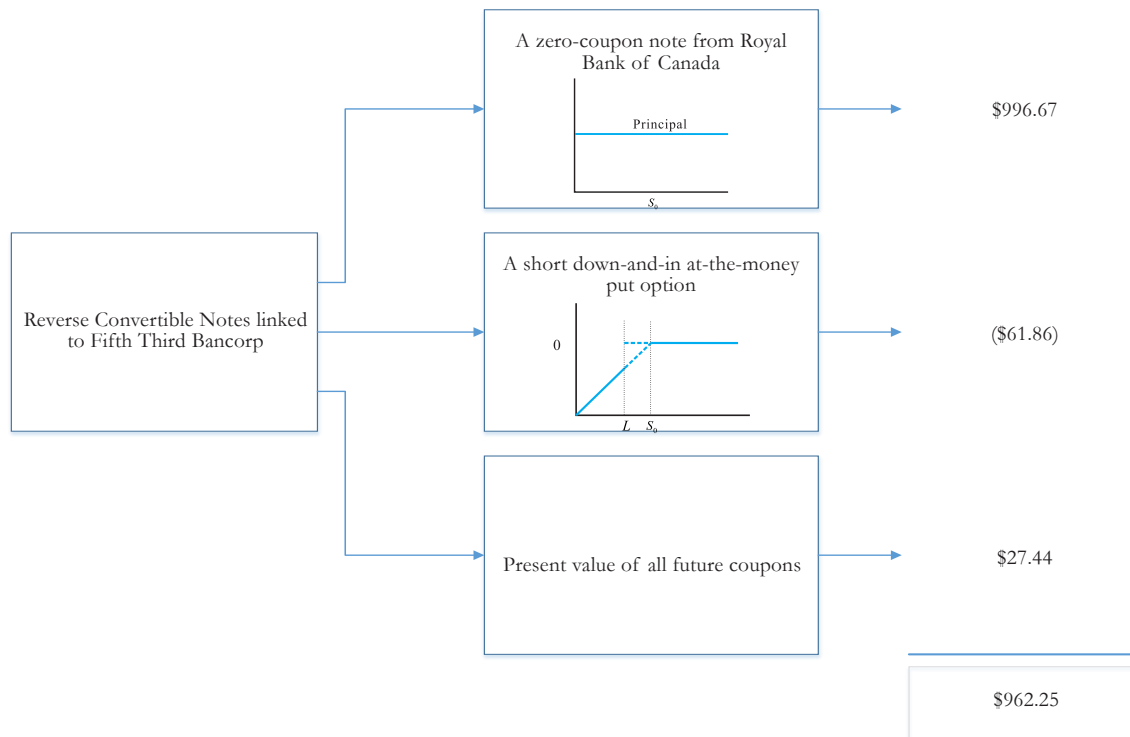 A zero-coupon note from Royal
Bank of Canada
Principal
S₀
$996.67
Reverse Convertible Notes linked
to Fifth Third Bancorp
A short down-and-in at-the-money
put option
0
L S₀
($61.86)
Present value of all future coupons
$27.44
$962.25